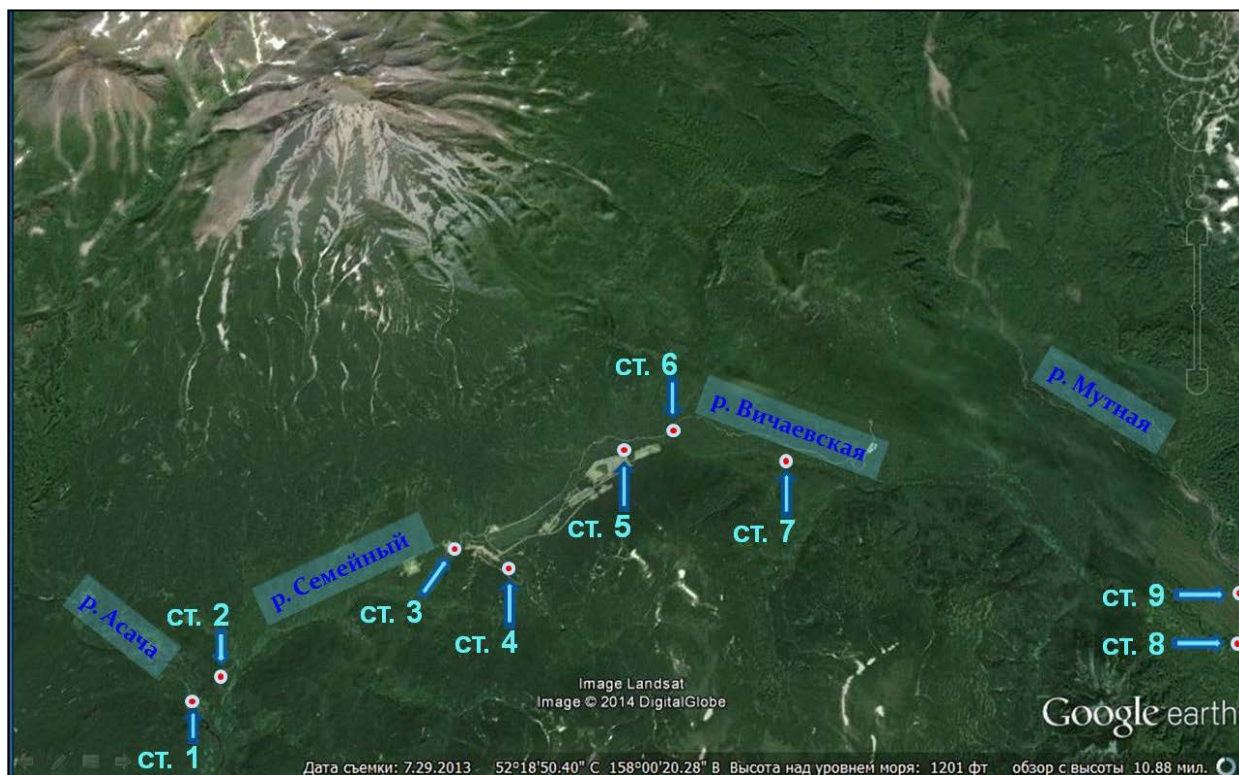 ст. 6
р. Мутная
р. Вичаевская
ст. 5
ст. 7
р. Семейный
ст. 9
р. Асача
ст. 2
ст. 3
ст. 4
ст. 8
Image Landsat
Image © 2014 DigitalGlobe
Google earth
ст. 1
Дата съемки: 7.29.2013 52°18'50.40" С 158°00'20.28" В Высота над уровнем моря: 1201 фт обзор с высоты 10.88 мил.